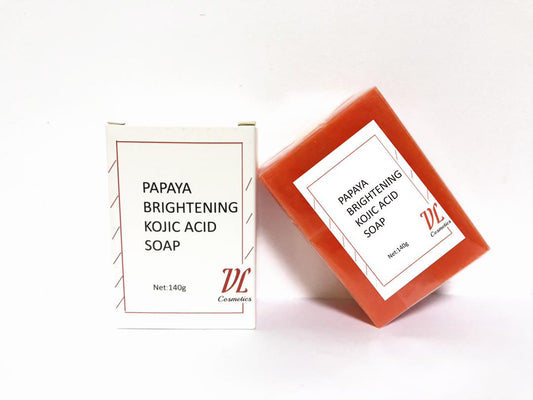 PAPAYA
BRIGHTENING
KOJIC ACID
SOAP
Net:140g
VL
Cosmetics
PAPAYA
BRIGHTENING
KOJIC ACID
SOAP
Net:140g
VL
Cosmetics